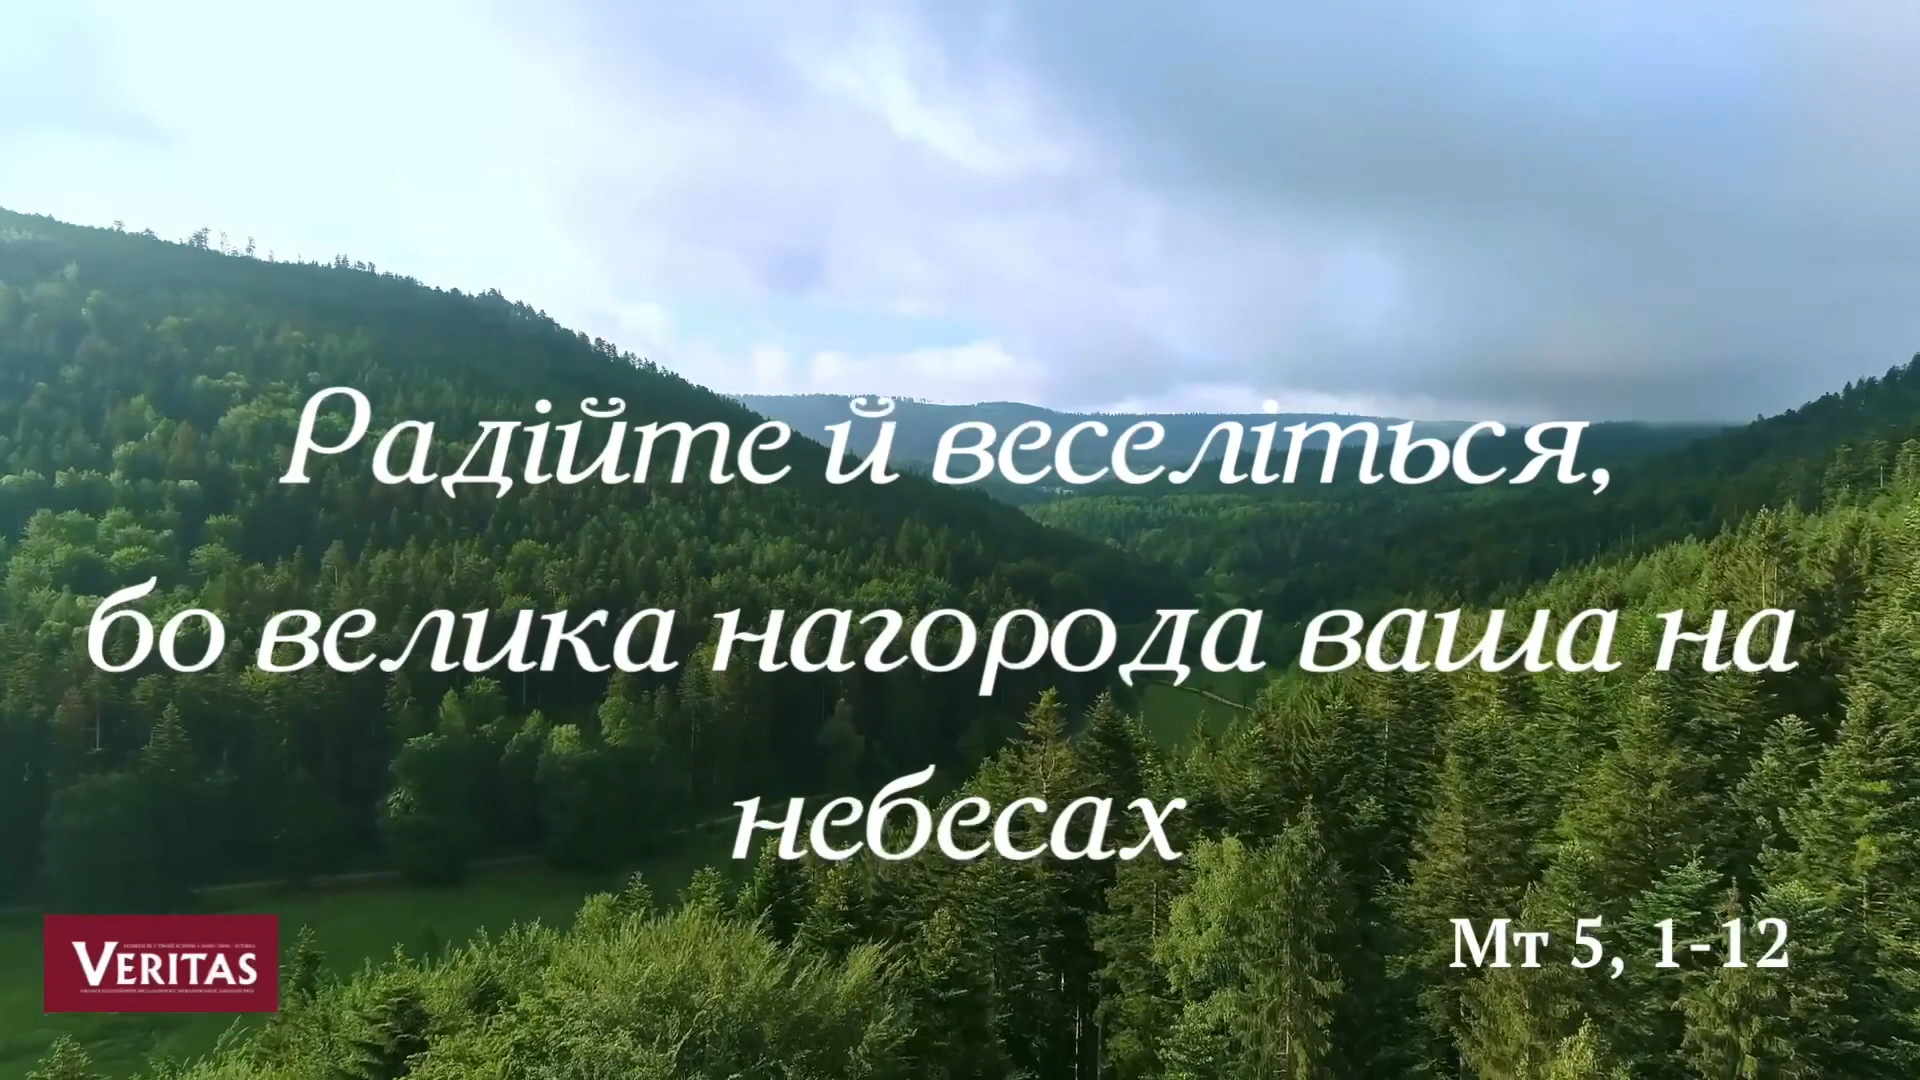 Радійте й веселіться,
бо велика нагорода ваша на
небесах
Мт 5, 1-12
VERITAS